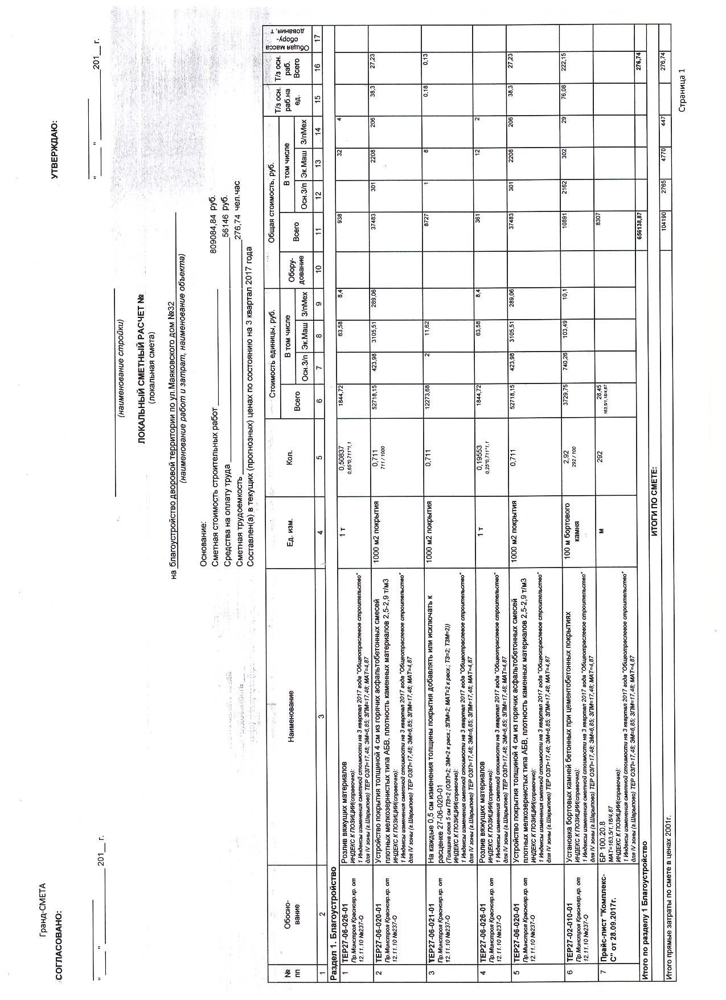 Гранд-СМЕТА
СОГЛАСОВАНО:
УТВЕРЖДАЮ:
"____"____________201__ г.
"____"____________201__ г.
(наименование стройки)
ЛОКАЛЬНЫЙ СМЕТНЫЙ РАСЧЕТ №
(локальная смета)
на благоустройство дворовой территории по ул.Маяковского дом №32
(наименование работ и затрат, наименование объекта)
Основание:
Сметная стоимость строительных работ 809084,84 руб.
Средства на оплату труда 56146 руб.
Сметная трудоемкость 276,74 чел.час
Составлен(а) в текущих (прогнозных) ценах по состоянию на 3 квартал 2017 года
№ пп | Обосно-вание | Наименование | Ед. изм. | Кол. | Стоимость единицы, руб. | Общая стоимость, руб. | Т/з осн. раб.на ед. | Т/з осн. раб. Всего | Общая масса обору-дования, т
Всего | В том числе | Обору-дование | Всего | В том числе
Осн.З/п | Эк.Маш | З/пМех | Осн.З/п | Эк.Маш | З/пМех
1 2 3 4 5 6 7 8 9 10 11 12 13 14 15 16 17
Раздел 1. Благоустройство
1 ТЕР27-06-026-01 Розлив вяжущих материалов 1 т 0,50837 1844,72 63,58 8,4 938 32 4
Пр.Минстроя Краснояр.кр. от 12.11.10 №237-О
0,65*0,711*1,1
ИНДЕКС К ПОЗИЦИИ(справочно):
1 Индексы изменения сметной стоимости на 3 квартал 2017 года "Общеотраслевое строительство"
для IV зоны (г.Шарыпово) ТЕР ОЗП=17,48; ЭМ=6,85; ЗПМ=17,48; МАТ=4,87
2 ТЕР27-06-020-01 Устройство покрытия толщиной 4 см из горячих асфальтобетонных смесей 1000 м2 покрытия 0,711 52718,15 423,98 3105,51 289,06 37483 301 2208 206 38,3 27,23
плотных мелкозернистых типа АБВ, плотность каменных материалов 2,5-2,9 т/м3
Пр.Минстроя Краснояр.кр. от 12.11.10 №237-О
711 / 1000
ИНДЕКС К ПОЗИЦИИ(справочно):
1 Индексы изменения сметной стоимости на 3 квартал 2017 года "Общеотраслевое строительство"
для IV зоны (г.Шарыпово) ТЕР ОЗП=17,48; ЭМ=6,85; ЗПМ=17,48; МАТ=4,87
3 ТЕР27-06-021-01 На каждые 0,5 см изменения толщины покрытия добавлять или исключать к 1000 м2 покрытия 0,711 12273,68 2 11,62 8727 1 8 0,18 0,13
расценке 27-06-020-01
Пр.Минстроя Краснояр.кр. от 12.11.10 №237-О
(Толщина слоя 5 см ПЗ=2 (ОЗП=2; ЭМ=2 к расх.; ЗПМ=2; МАТ=2 к расх.; ТЗ=2; ТЗМ=2))
ИНДЕКС К ПОЗИЦИИ(справочно):
1 Индексы изменения сметной стоимости на 3 квартал 2017 года "Общеотраслевое строительство"
для IV зоны (г.Шарыпово) ТЕР ОЗП=17,48; ЭМ=6,85; ЗПМ=17,48; МАТ=4,87
4 ТЕР27-06-026-01 Розлив вяжущих материалов 1 т 0,19553 1844,72 63,58 8,4 361 12 2
Пр.Минстроя Краснояр.кр. от 12.11.10 №237-О
0,25*0,711*1,1
ИНДЕКС К ПОЗИЦИИ(справочно):
1 Индексы изменения сметной стоимости на 3 квартал 2017 года "Общеотраслевое строительство"
для IV зоны (г.Шарыпово) ТЕР ОЗП=17,48; ЭМ=6,85; ЗПМ=17,48; МАТ=4,87
5 ТЕР27-06-020-01 Устройство покрытия толщиной 4 см из горячих асфальтобетонных смесей 1000 м2 покрытия 0,711 52718,15 423,98 3105,51 289,06 37483 301 2208 206 38,3 27,23
плотных мелкозернистых типа АБВ, плотность каменных материалов 2,5-2,9 т/м3
Пр.Минстроя Краснояр.кр. от 12.11.10 №237-О
ИНДЕКС К ПОЗИЦИИ(справочно):
1 Индексы изменения сметной стоимости на 3 квартал 2017 года "Общеотраслевое строительство"
для IV зоны (г.Шарыпово) ТЕР ОЗП=17,48; ЭМ=6,85; ЗПМ=17,48; МАТ=4,87
6 ТЕР27-02-010-01 Установка бортовых камней бетонных при цементобетонных покрытиях 100 м бортового камня 2,92 3729,75 740,26 103,49 10,1 10891 2162 302 29 76,08 222,15
Пр.Минстроя Краснояр.кр. от 12.11.10 №237-О
292 / 100
ИНДЕКС К ПОЗИЦИИ(справочно):
1 Индексы изменения сметной стоимости на 3 квартал 2017 года "Общеотраслевое строительство"
для IV зоны (г.Шарыпово) ТЕР ОЗП=17,48; ЭМ=6,85; ЗПМ=17,48; МАТ=4,87
7 Прайс-лист "Комплекс-С" от 28.09.2017г. БР 100.20.8 м 292 28,45 8307
163,5/1,18/4,87
МАТ=163,5/1,18/4,87
ИНДЕКС К ПОЗИЦИИ(справочно):
1 Индексы изменения сметной стоимости на 3 квартал 2017 года "Общеотраслевое строительство"
для IV зоны (г.Шарыпово) ТЕР ОЗП=17,48; ЭМ=6,85; ЗПМ=17,48; МАТ=4,87
Итого по разделу 1 Благоустройство 656138,87 276,74
ИТОГИ ПО СМЕТЕ:
Итого прямые затраты по смете в ценах 2001г. 104190 2765 4770 447 276,74
Страница 1